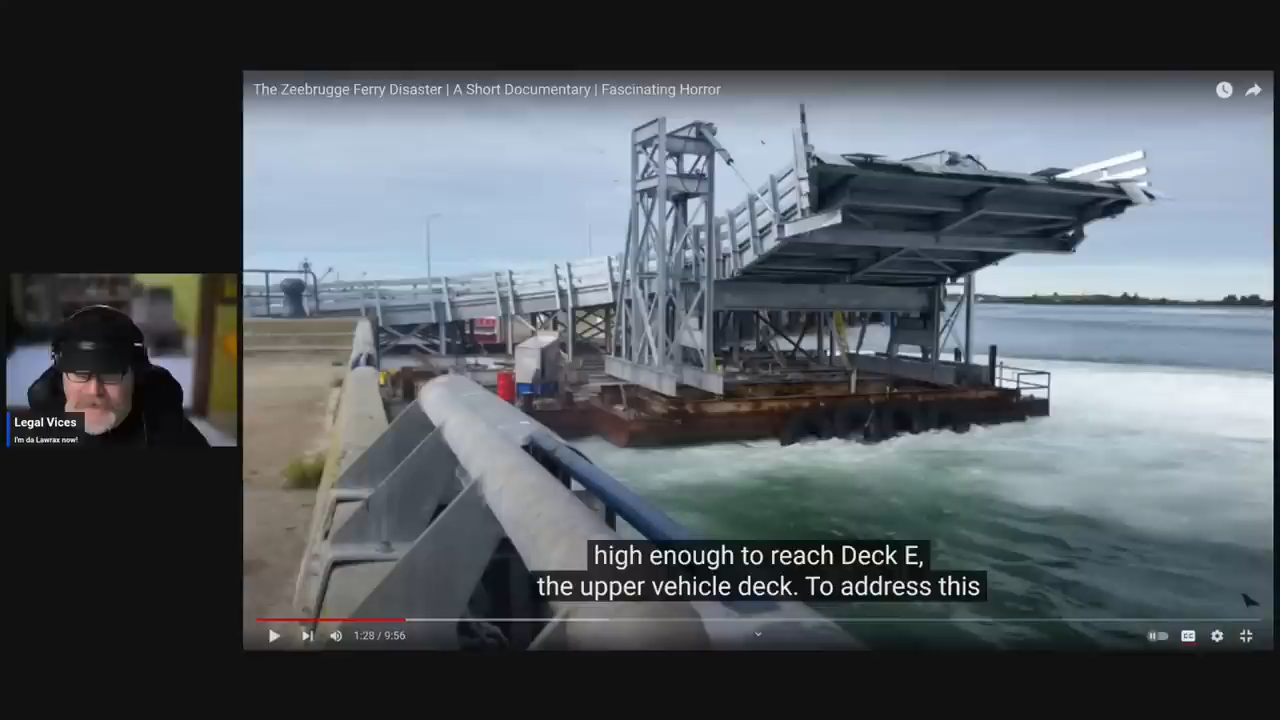 The Zeebrugge Ferry Disaster | A Short Documentary | Fascinating Horror
Legal Vices
I'm da Lawrax now!
high enough to reach Deck E,
the upper vehicle deck. To address this
1:28 / 9:56
CC